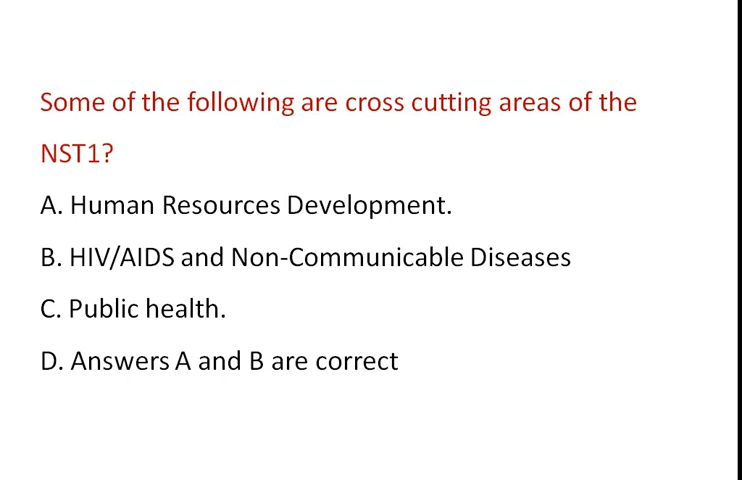 Some of the following are cross cutting areas of the
NST1?
A. Human Resources Development.
B. HIV/AIDS and Non-Communicable Diseases
C. Public health.
D. Answers A and B are correct